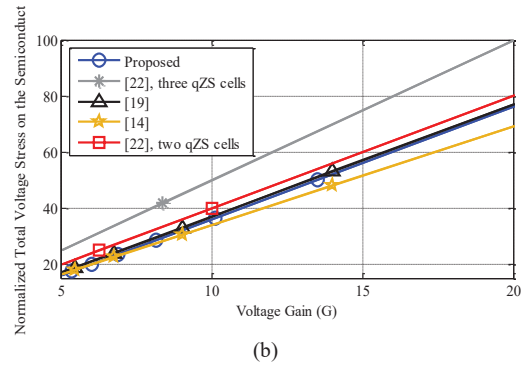 Normalized Total Voltage Stress on the Semiconduct
100
80
60
40
20
Proposed
[22], three qZS cells
[19]
[14]
[22], two qZS cells
5
10
15
20
Voltage Gain (G)
(b)